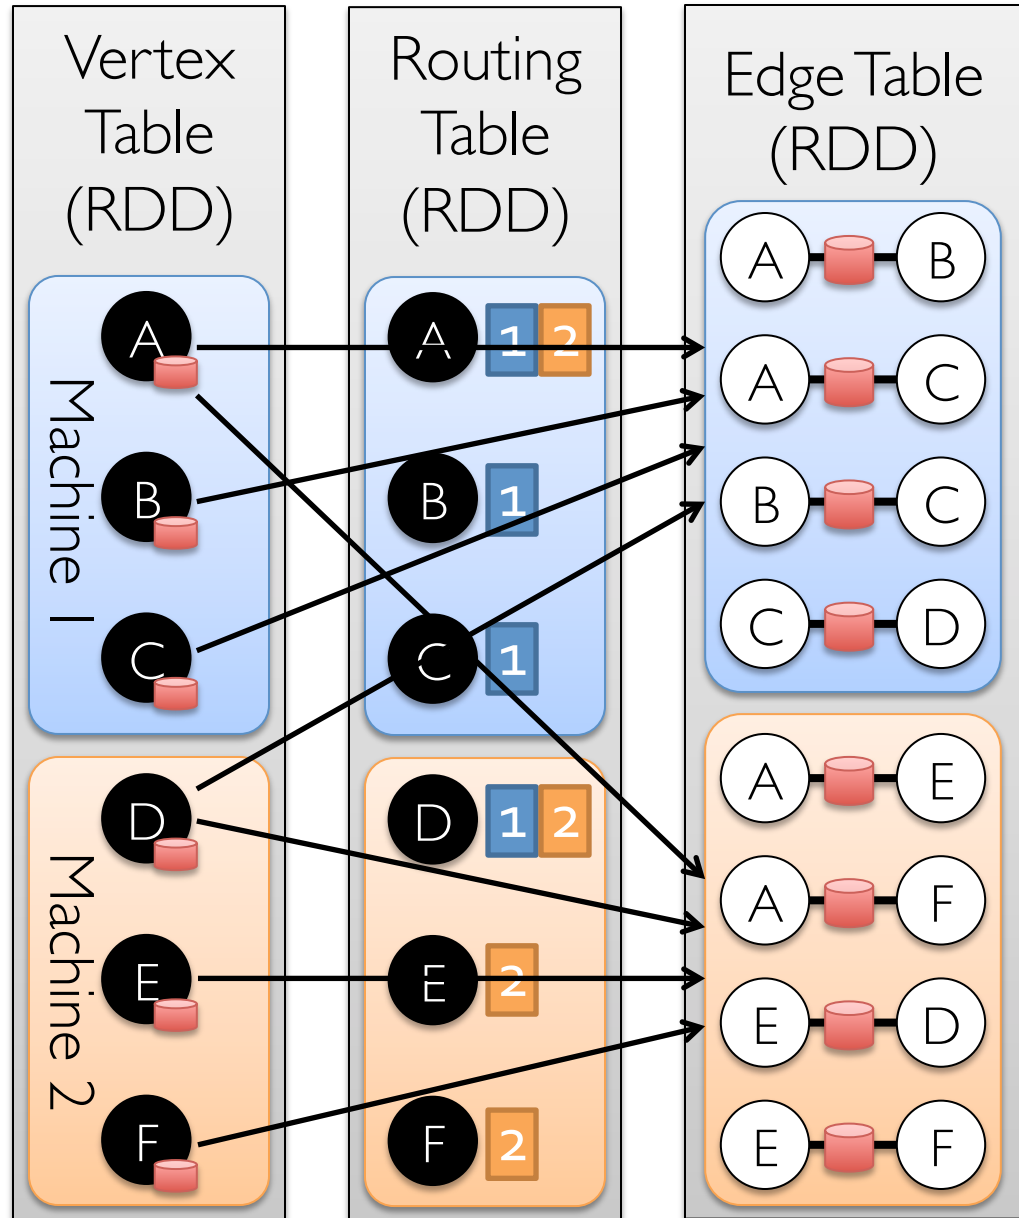 Vertex
Table
(RDD)
Machine 1
A
B
C
Machine 2
D
E
F
Routing
Table
(RDD)
A 1 2
B 1
C 1
D 1 2
E 2
F 2
Edge Table
(RDD)
A B
A C
B C
C D
A E
A F
E D
E F